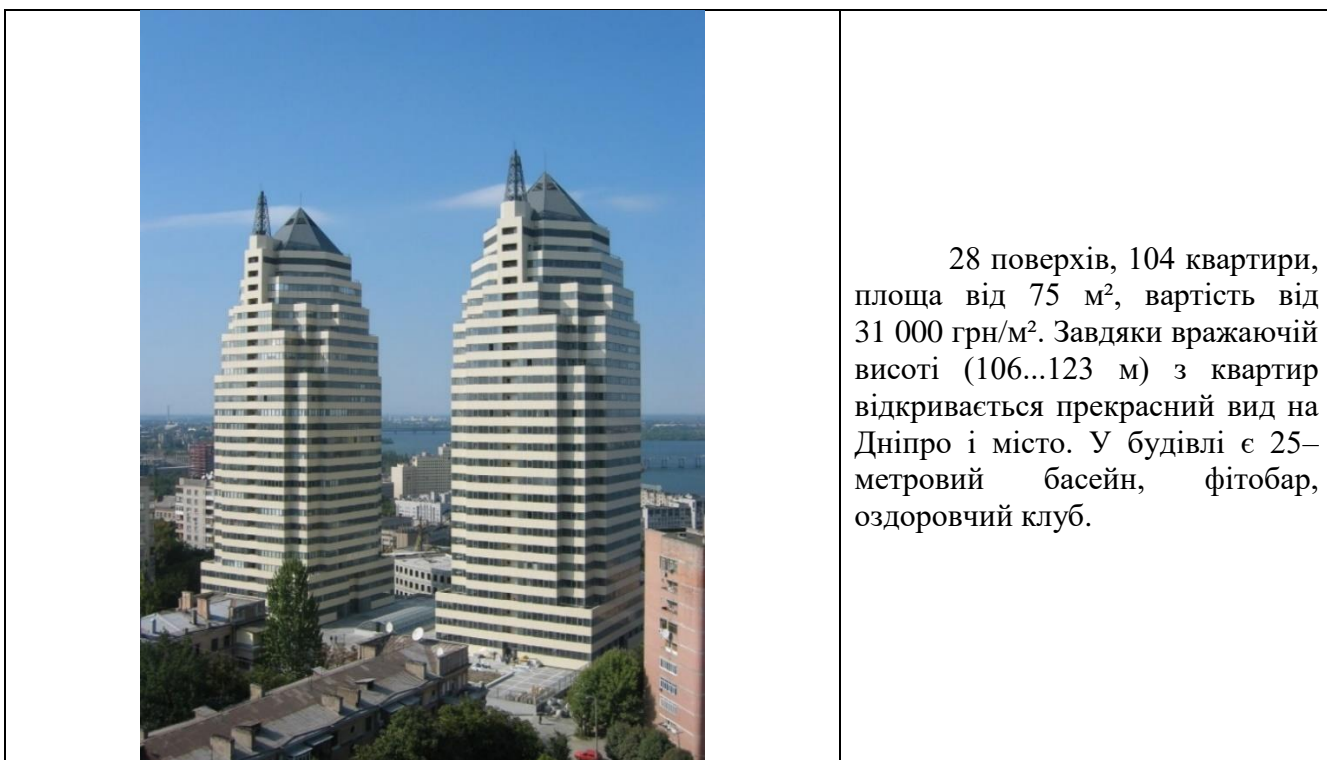 28 поверхів, 104 квартири,
площа від 75 м², вартість від
31 000 грн/м². Завдяки вражаючій
висоті (106...123 м) з квартир
відкривається прекрасний вид на
Дніпро і місто. У будівлі є 25–
метровий басейн, фітобар,
оздоровчий клуб.